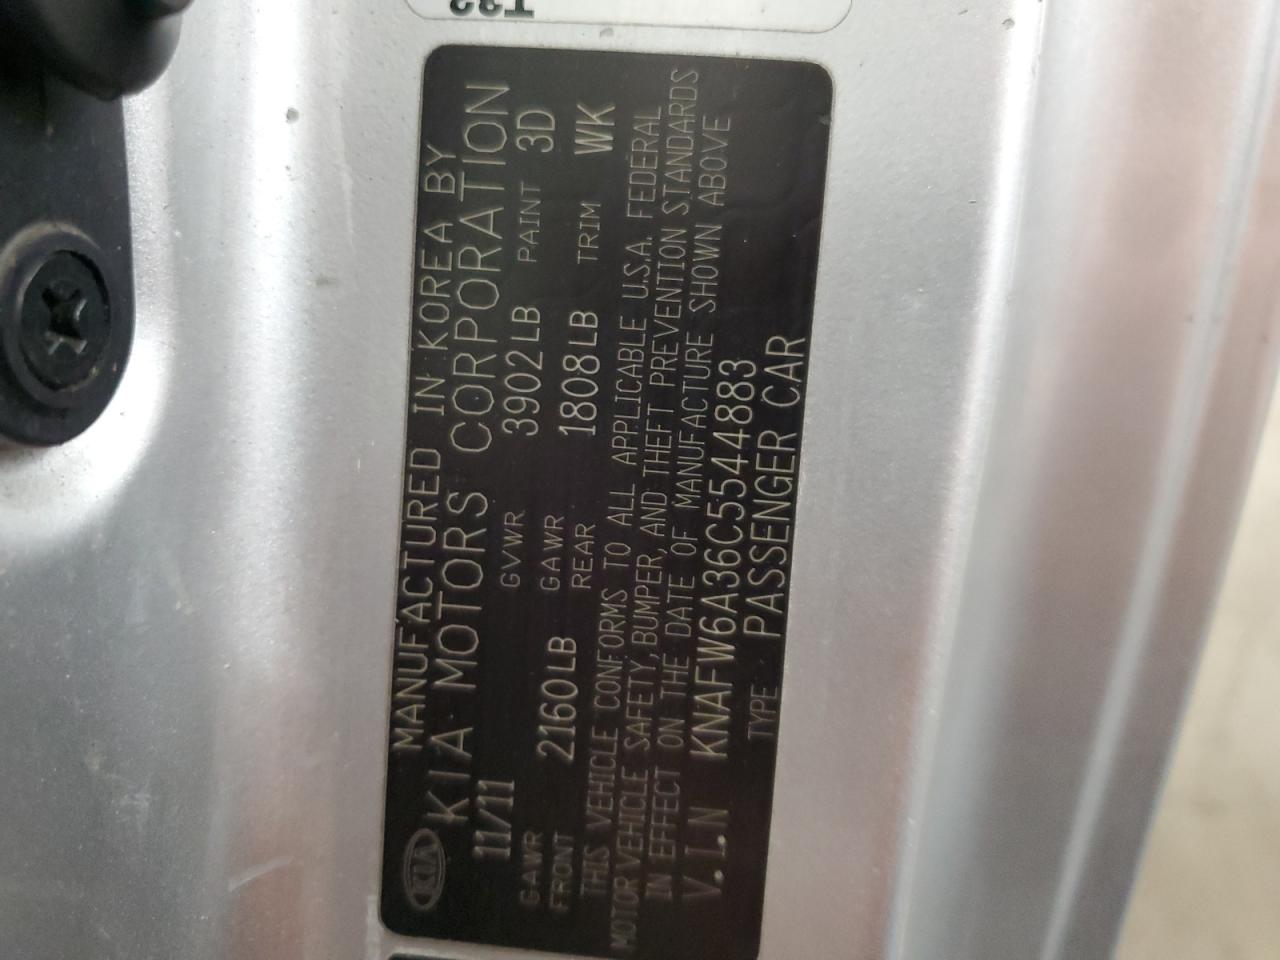 KIA
MANUFACTURED IN KOREA BY
KIA MOTORS CORPORATION
11/11 GVWR 3902LB PAINT 3D
GAWR FRONT 2160LB GAWR REAR 1808LB TRIM WK
THIS VEHICLE CONFORMS TO ALL APPLICABLE U.S.A. FEDERAL
MOTOR VEHICLE SAFETY, BUMPER, AND THEFT PREVENTION STANDARDS
IN EFFECT ON THE DATE OF MANUFACTURE SHOWN ABOVE
V.I.N KNAFW6A36C5544883
TYPE PASSENGER CAR